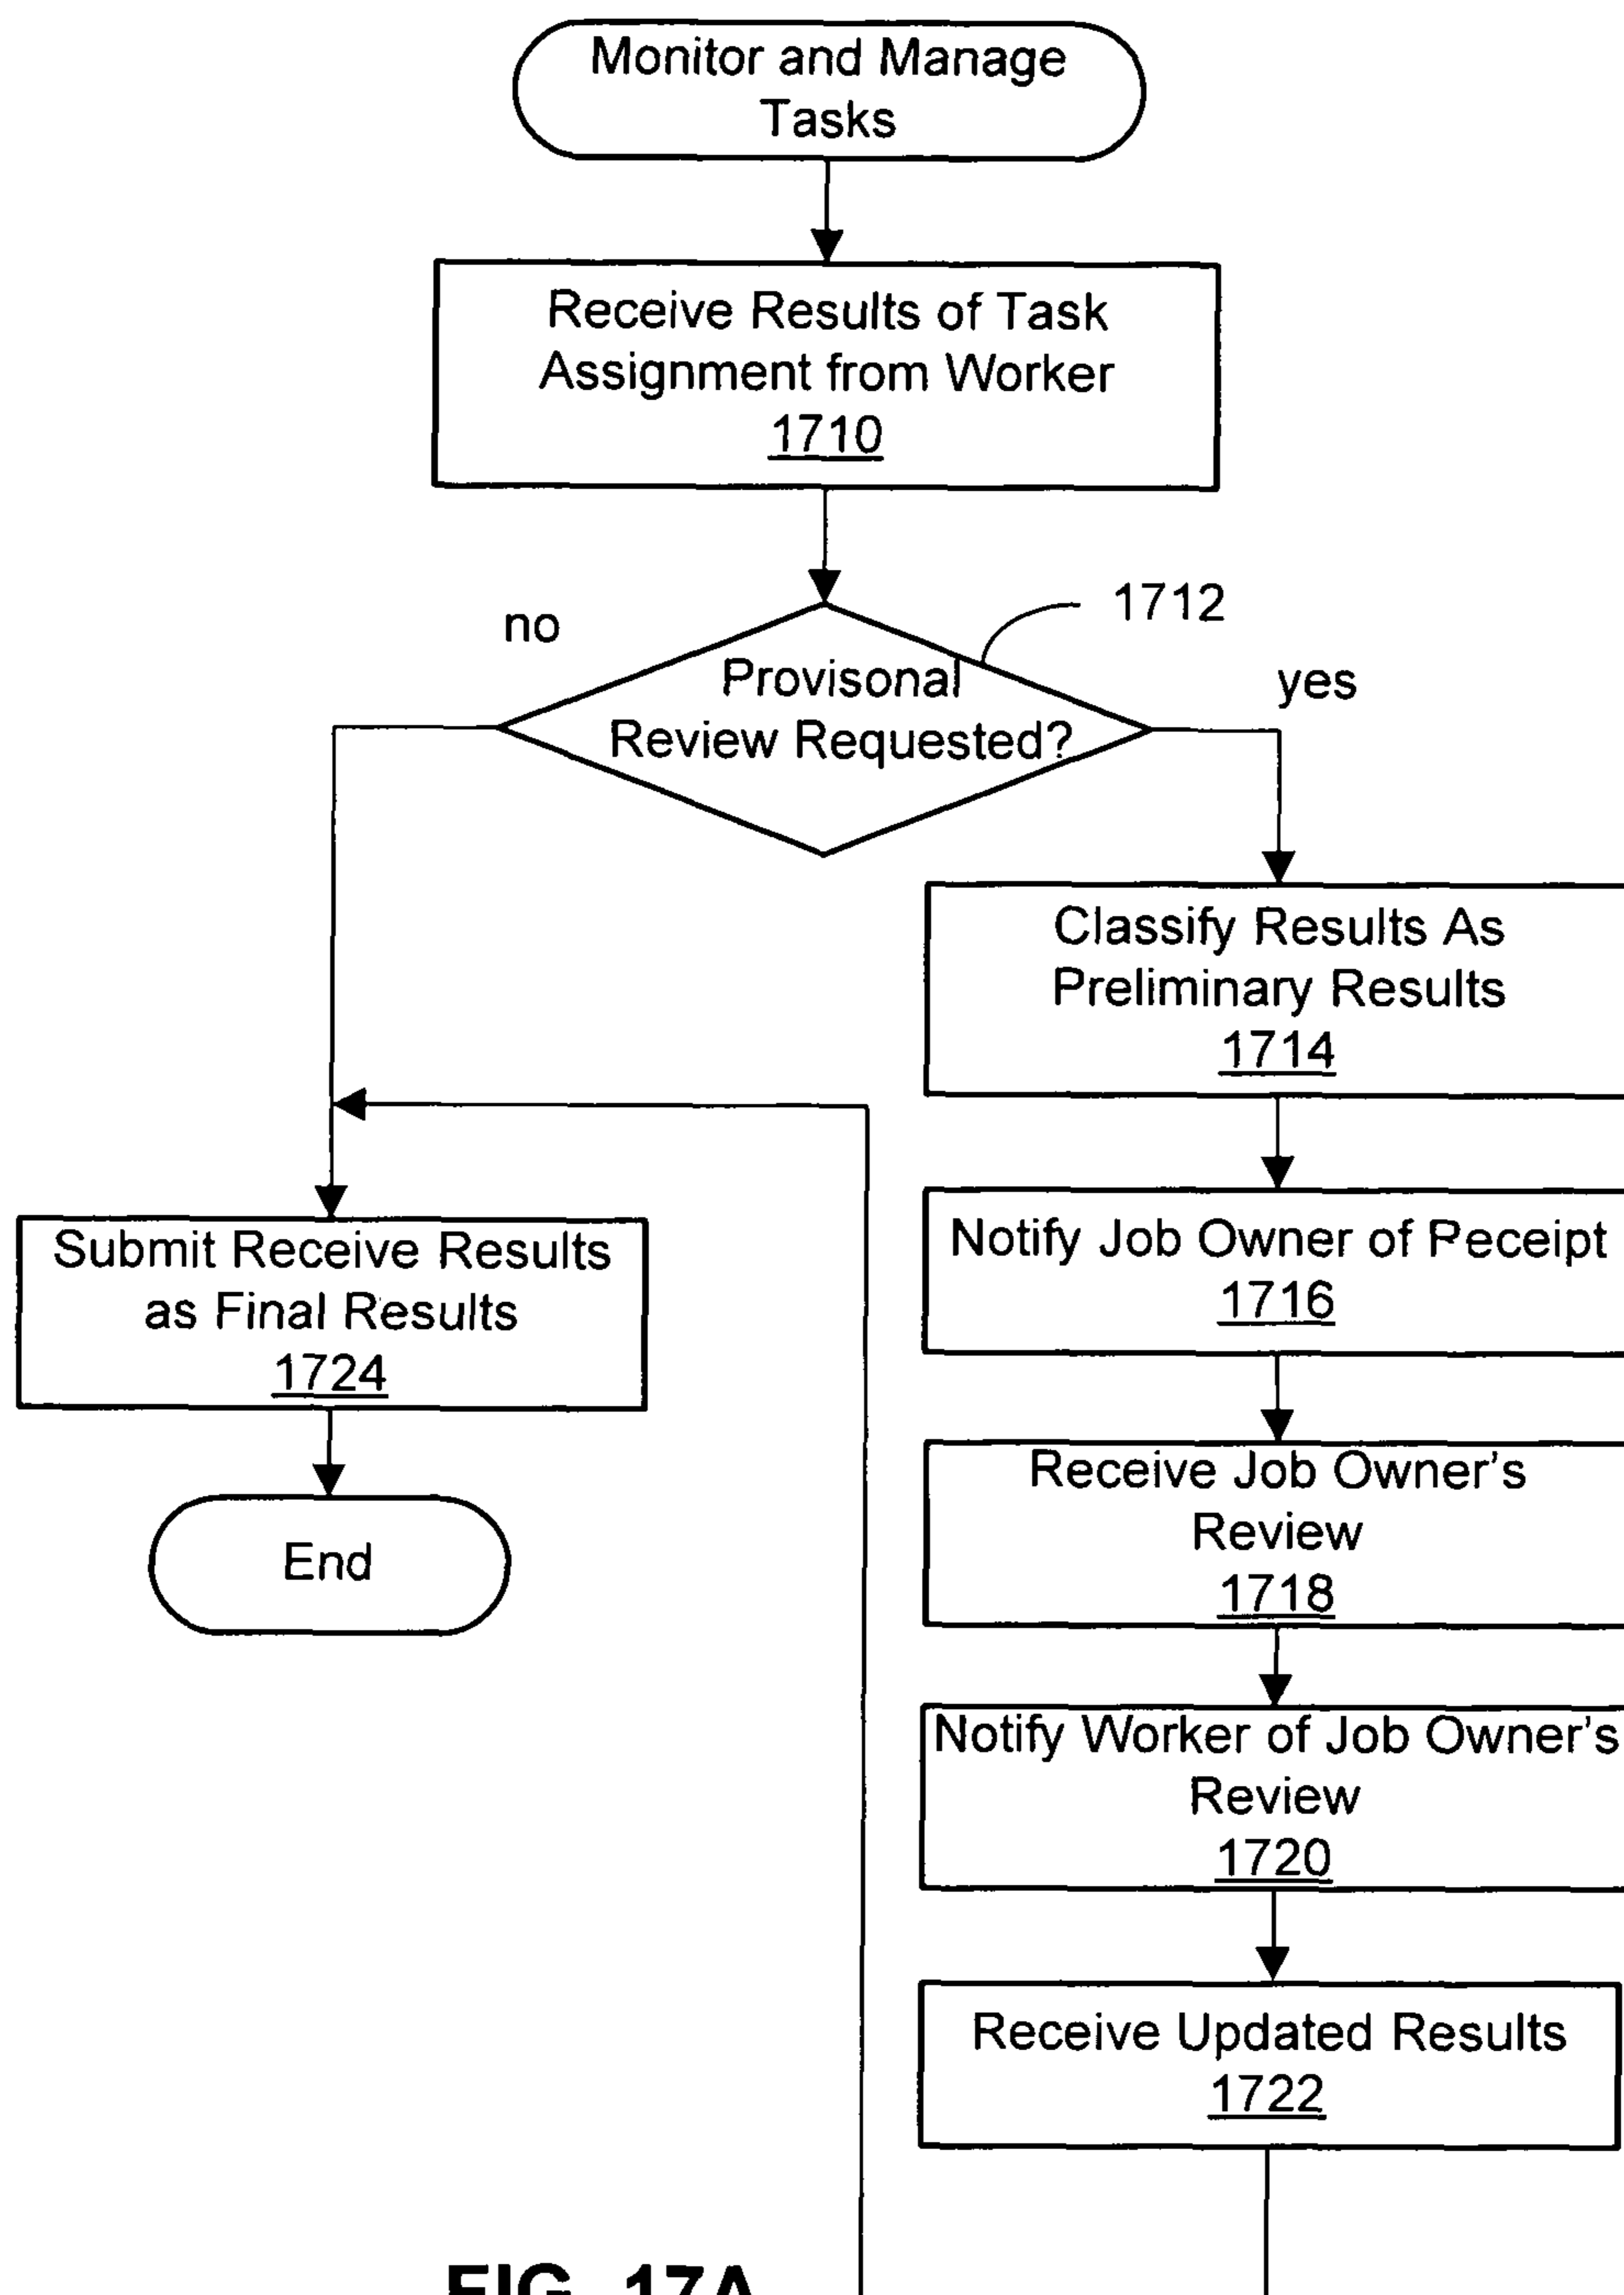 Monitor and Manage
Tasks
Receive Results of Task
Assignment from Worker
1710
1712
no
Provisonal
Review Requested?
yes
Classify Results As
Preliminary Results
1714
Notify Job Owner of Peceipt
1716
Submit Receive Results
as Final Results
1724
Receive Job Owner's
Review
1718
End
Notify Worker of Job Owner's
Review
1720
Receive Updated Results
1722
FIG. 17A